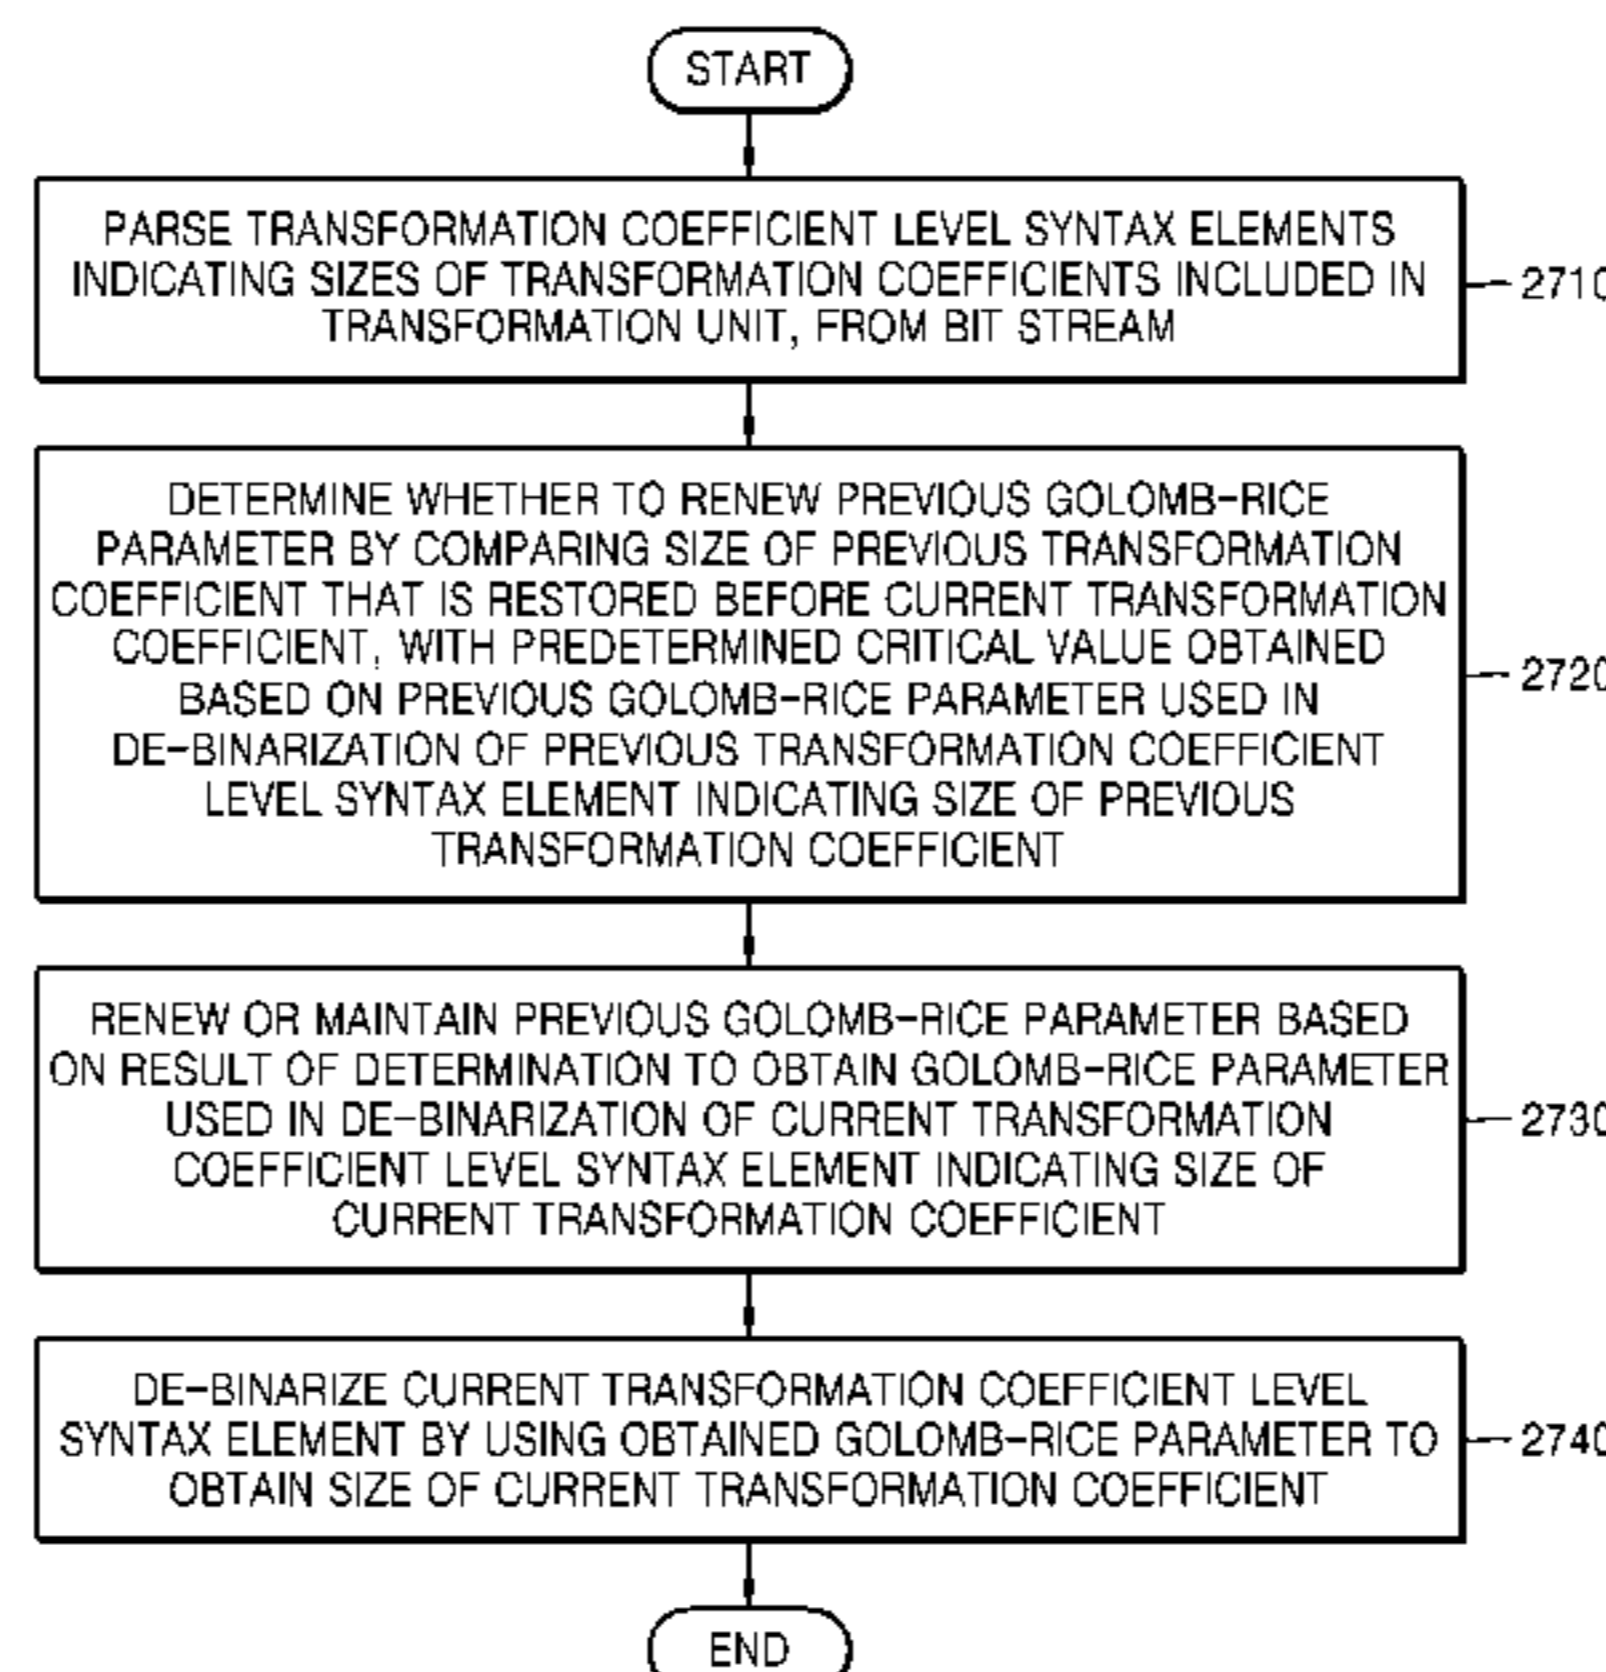 START
PARSE TRANSFORMATION COEFFICIENT LEVEL SYNTAX ELEMENTS
INDICATING SIZES OF TRANSFORMATION COEFFICIENTS INCLUDED IN
TRANSFORMATION UNIT, FROM BIT STREAM
2710
DETERMINE WHETHER TO RENEW PREVIOUS GOLOMB-RICE
PARAMETER BY COMPARING SIZE OF PREVIOUS TRANSFORMATION
COEFFICIENT THAT IS RESTORED BEFORE CURRENT TRANSFORMATION
COEFFICIENT, WITH PREDETERMINED CRITICAL VALUE OBTAINED
BASED ON PREVIOUS GOLOMB-RICE PARAMETER USED IN
DE-BINARIZATION OF PREVIOUS TRANSFORMATION COEFFICIENT
LEVEL SYNTAX ELEMENT INDICATING SIZE OF PREVIOUS
TRANSFORMATION COEFFICIENT
2720
RENEW OR MAINTAIN PREVIOUS GOLOMB-RICE PARAMETER BASED
ON RESULT OF DETERMINATION TO OBTAIN GOLOMB-RICE PARAMETER
USED IN DE-BINARIZATION OF CURRENT TRANSFORMATION
COEFFICIENT LEVEL SYNTAX ELEMENT INDICATING SIZE OF
CURRENT TRANSFORMATION COEFFICIENT
2730
DE-BINARIZE CURRENT TRANSFORMATION COEFFICIENT LEVEL
SYNTAX ELEMENT BY USING OBTAINED GOLOMB-RICE PARAMETER TO
OBTAIN SIZE OF CURRENT TRANSFORMATION COEFFICIENT
2740
END